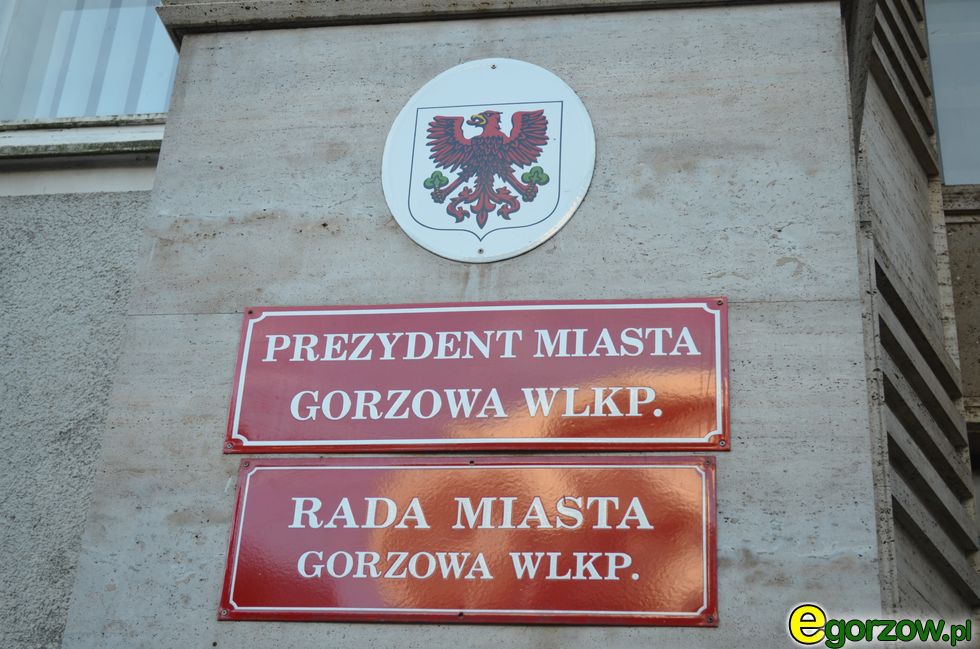 PREZYDENT MIASTA
GORZOWA WLKP.
RADA MIASTA
GORZOWA WLKP.
egorzow.pl